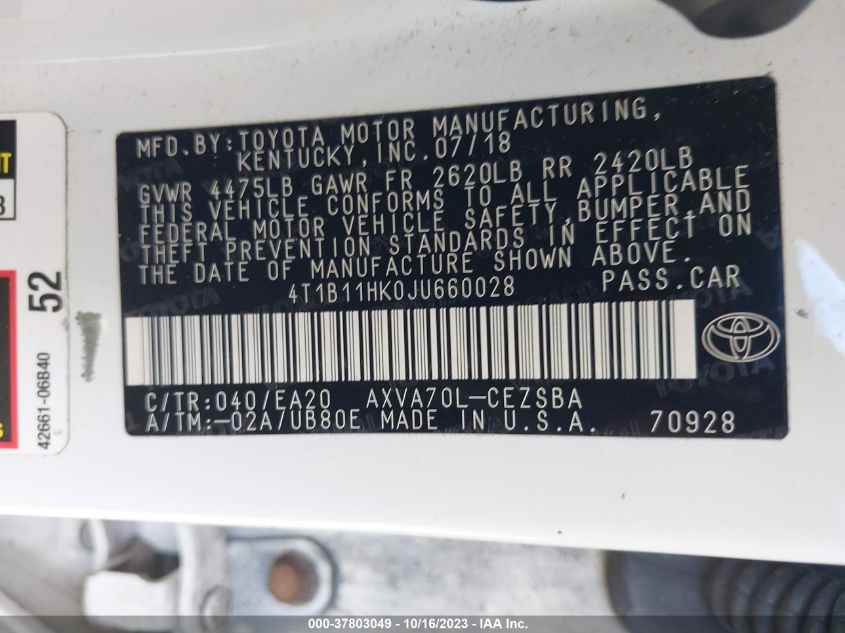 MFD. BY: TOYOTA MOTOR MANUFACTURING,
KENTUCKY, INC. 07/18
GVWR 4475LB GAWR FR 2620LB RR 2420LB
THIS VEHICLE CONFORMS TO ALL APPLICABLE
FEDERAL MOTOR VEHICLE SAFETY, BUMPER, AND
THEFT PREVENTION STANDARDS IN EFFECT ON
THE DATE OF MANUFACTURE SHOWN ABOVE.
4T1B11HK0JU660028 PASS. CAR
C/TR: 040/EA20 AXVA70L-CEZSBA
A/TM: -02A/UB80E MADE IN U.S.A. 70928
52
42661-06B40
000-37803049 - 10/16/2023 - IAA Inc.